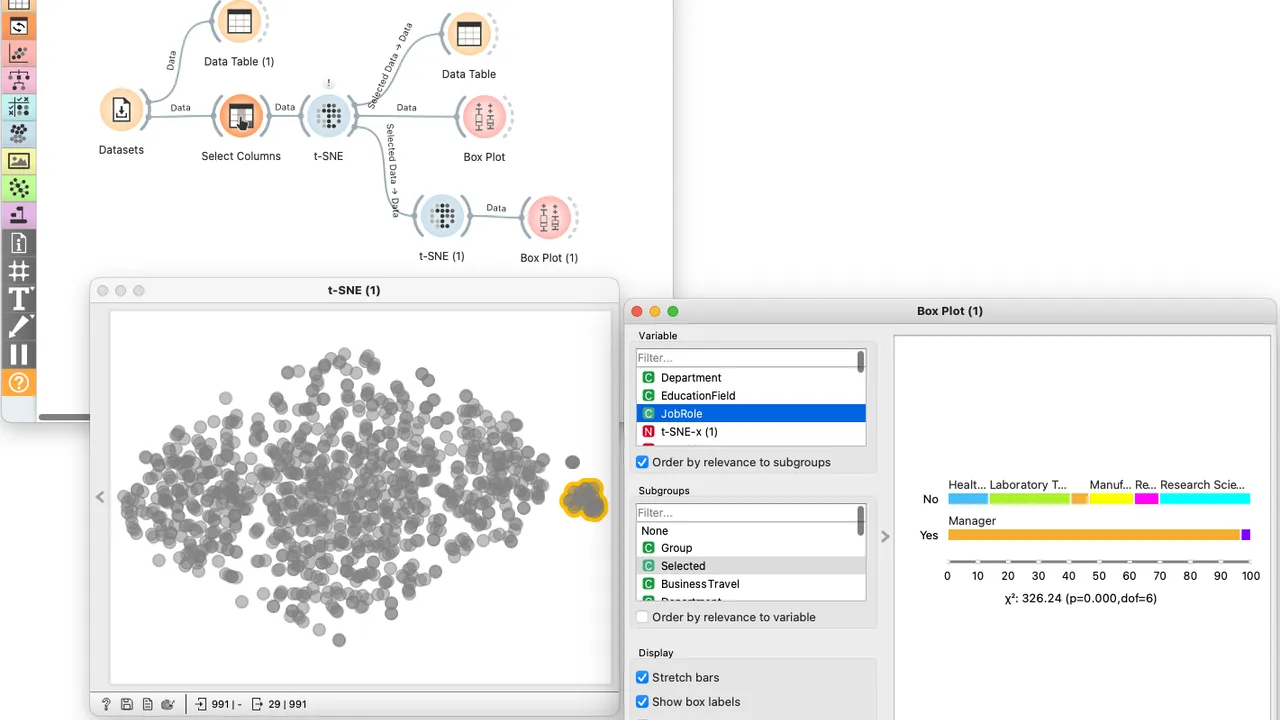 Data
Data Table (1)
Selected Data → Data
Data Table
Data
Data
!
Data
Datasets
Select Columns
t-SNE
Box Plot
Selected Data → Data
Data
t-SNE (1)
Box Plot (1)
t-SNE (1)
991 | -
29 | 991
Box Plot (1)
Variable
Filter...
C Department
C EducationField
C JobRole
N t-SNE-x (1)
Order by relevance to subgroups
Subgroups
Filter...
None
C Group
C Selected
C BusinessTravel
Department
Order by relevance to variable
Display
Stretch bars
Show box labels
Healt... Laboratory T... Manuf... Re... Research Scie...
No
Manager
Yes
0 10 20 30 40 50 60 70 80 90 100
χ²: 326.24 (p=0.000,dof=6)